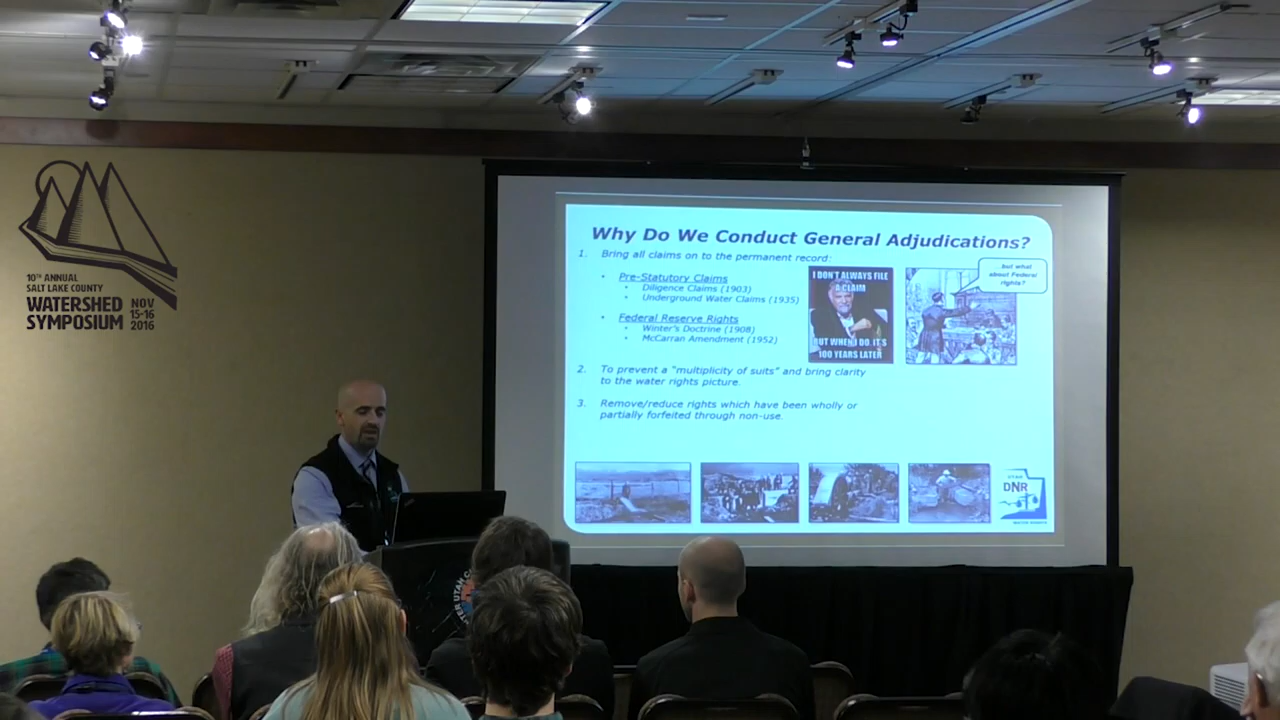 10TH ANNUAL
SALT LAKE COUNTY
WATERSHED
SYMPOSIUM
NOV
15-16
2016
Why Do We Conduct General Adjudications?
1. Bring all claims on to the permanent record:
• Pre-Statutory Claims
• Diligence Claims (1903)
• Underground Water Claims (1935)
• Federal Reserve Rights
• Winter's Doctrine (1908)
• McCarran Amendment (1952)
I DON'T ALWAYS FILE
A CLAIM
BUT WHEN I DO, IT'S
100 YEARS LATER
...but what
about Federal
rights?
2. To prevent a "multiplicity of suits" and bring clarity
to the water rights picture.
3. Remove/reduce rights which have been wholly or
partially forfeited through non-use.
UTAH
DNR
WATER RIGHTS
UTAH